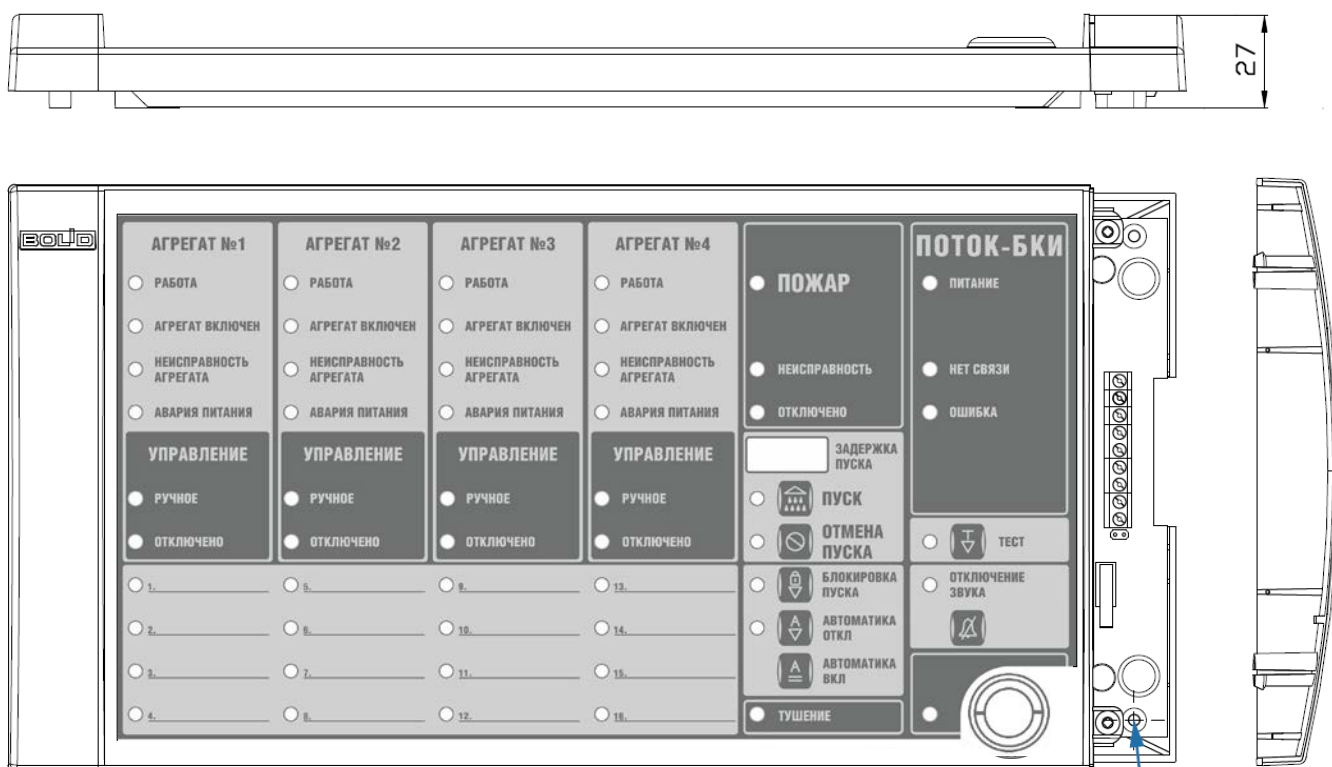 27
BOLID
АГРЕГАТ №1
РАБОТА
АГРЕГАТ ВКЛЮЧЕН
НЕИСПРАВНОСТЬ
АГРЕГАТА
АВАРИЯ ПИТАНИЯ
УПРАВЛЕНИЕ
РУЧНОЕ
ОТКЛЮЧЕНО
1.
2.
3.
4.
АГРЕГАТ №2
РАБОТА
АГРЕГАТ ВКЛЮЧЕН
НЕИСПРАВНОСТЬ
АГРЕГАТА
АВАРИЯ ПИТАНИЯ
УПРАВЛЕНИЕ
РУЧНОЕ
ОТКЛЮЧЕНО
5.
6.
7.
8.
АГРЕГАТ №3
РАБОТА
АГРЕГАТ ВКЛЮЧЕН
НЕИСПРАВНОСТЬ
АГРЕГАТА
АВАРИЯ ПИТАНИЯ
УПРАВЛЕНИЕ
РУЧНОЕ
ОТКЛЮЧЕНО
9.
10.
11.
12.
АГРЕГАТ №4
РАБОТА
АГРЕГАТ ВКЛЮЧЕН
НЕИСПРАВНОСТЬ
АГРЕГАТА
АВАРИЯ ПИТАНИЯ
УПРАВЛЕНИЕ
РУЧНОЕ
ОТКЛЮЧЕНО
13.
14.
15.
16.
ПОЖАР
НЕИСПРАВНОСТЬ
ОТКЛЮЧЕНО
ЗАДЕРЖКА
ПУСКА
ПУСК
ОТМЕНА
ПУСКА
БЛОКИРОВКА
ПУСКА
А
АВТОМАТИКА
ОТКЛ
А
АВТОМАТИКА
ВКЛ
ТУШЕНИЕ
ПОТОК-БКИ
ПИТАНИЕ
НЕТ СВЯЗИ
ОШИБКА
Т
ТЕСТ
ОТКЛЮЧЕНИЕ
ЗВУКА